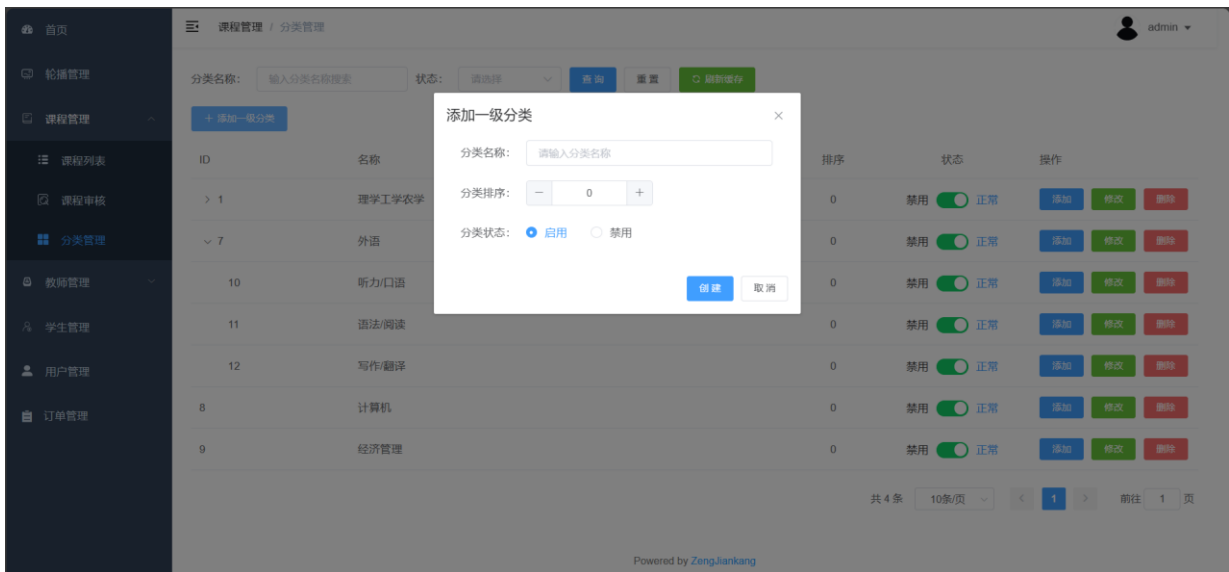 首页
轮播管理
课程管理
课程列表
课程审核
分类管理
教师管理
学生管理
用户管理
订单管理
课程管理 / 分类管理
admin
分类名称： 输入分类名称搜索 状态： 请选择 查询 重置 刷新缓存
+ 添加一级分类
添加一级分类
分类名称： 请输入分类名称
分类排序： − 0 +
分类状态： 启用 禁用
创建 取消
ID 名称 排序 状态 操作
1 理学工学农学 0 禁用 正常 添加 修改 删除
7 外语 0 禁用 正常 添加 修改 删除
10 听力/口语 0 禁用 正常 添加 修改 删除
11 语法/阅读 0 禁用 正常 添加 修改 删除
12 写作/翻译 0 禁用 正常 添加 修改 删除
8 计算机 0 禁用 正常 添加 修改 删除
9 经济管理 0 禁用 正常 添加 修改 删除
共 4 条 10条/页 < 1 > 前往 1 页
Powered by ZengJiankang